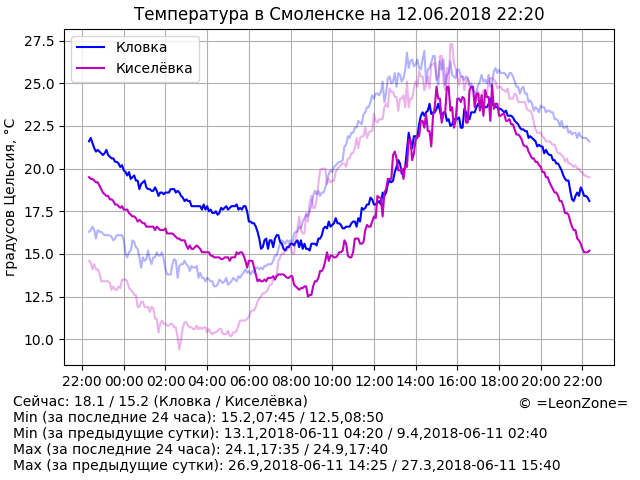 Температура в Смоленске на 12.06.2018 22:20
градусов Цельсия, °C
27.5
25.0
22.5
20.0
17.5
15.0
12.5
10.0
Кловка
Киселёвка
22:00 00:00 02:00 04:00 06:00 08:00 10:00 12:00 14:00 16:00 18:00 20:00 22:00
Сейчас: 18.1 / 15.2 (Кловка / Киселёвка)
© =LeonZone=
Min (за последние 24 часа): 15.2,07:45 / 12.5,08:50
Min (за предыдущие сутки): 13.1,2018-06-11 04:20 / 9.4,2018-06-11 02:40
Max (за последние 24 часа): 24.1,17:35 / 24.9,17:40
Max (за предыдущие сутки): 26.9,2018-06-11 14:25 / 27.3,2018-06-11 15:40